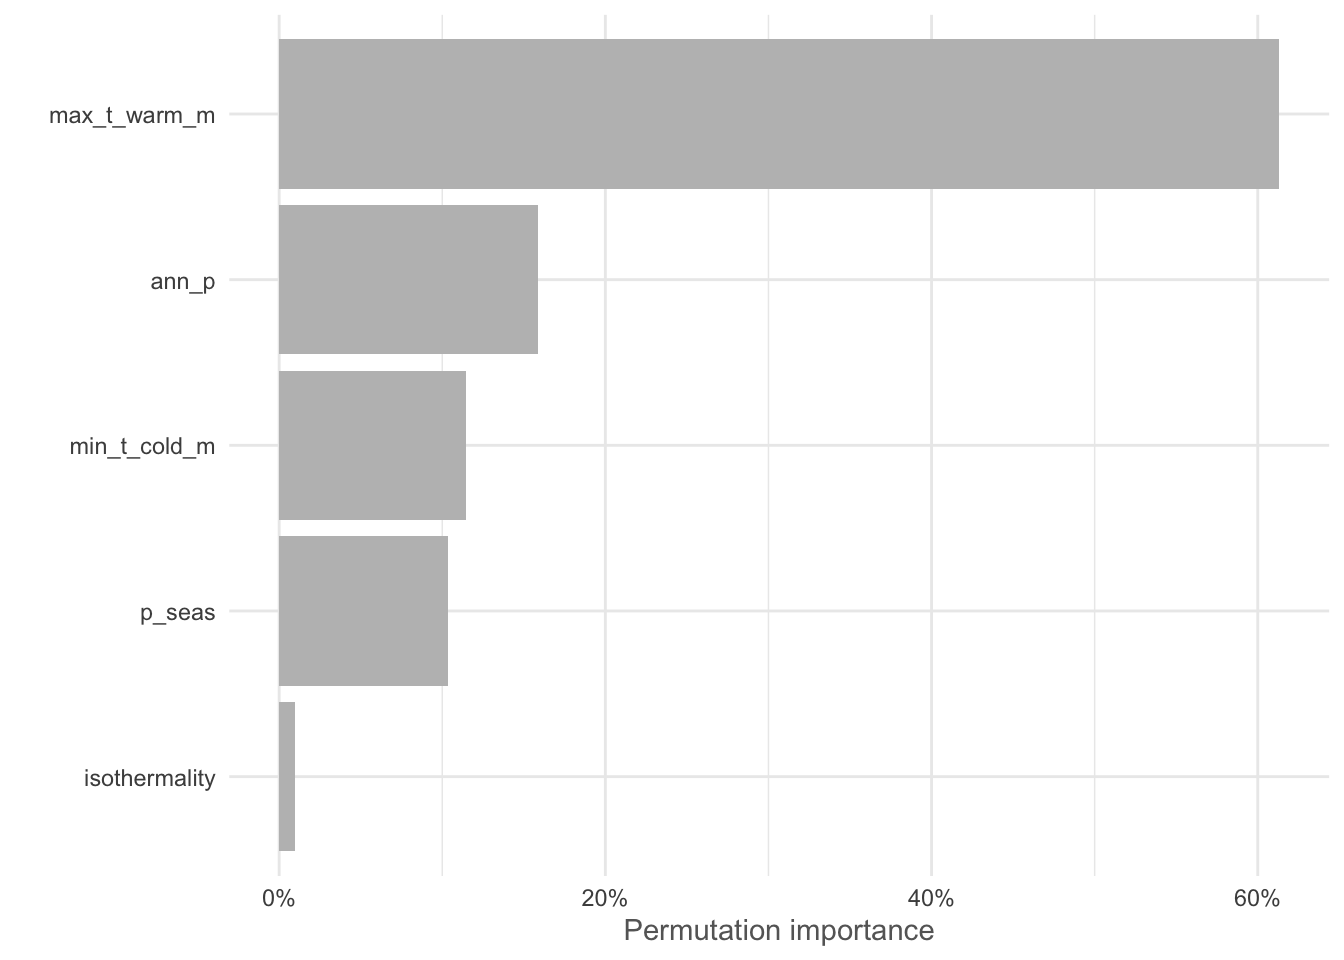 max_t_warm_m
ann_p
min_t_cold_m
p_seas
isothermality
0% 20% 40% 60%
Permutation importance